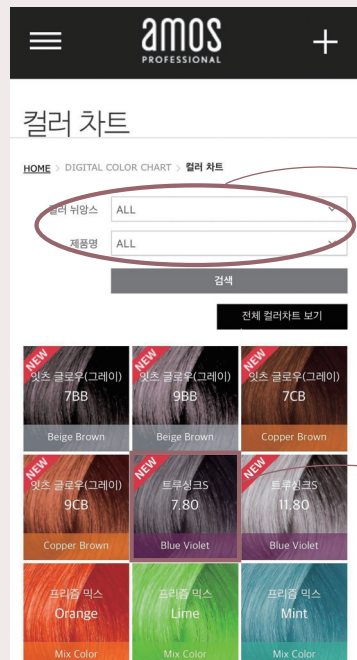 amos
PROFESSIONAL
컬러 차트
HOME > DIGITAL COLOR CHART > 컬러 차트
컬러 뉘앙스 ALL
제품명 ALL
검색
전체 컬러차트 보기
NEW
잇츠 글로우(그레이)
7BB
Beige Brown
NEW
잇츠 글로우(그레이)
9BB
Beige Brown
NEW
잇츠 글로우(그레이)
7CB
Copper Brown
NEW
잇츠 글로우(그레이)
9CB
Copper Brown
NEW
트루싱크S
7.80
Blue Violet
NEW
트루싱크S
11.80
Blue Violet
프리즘 믹스
Orange
Mix Color
프리즘 믹스
Lime
Mix Color
프리즘 믹스
Mint
Mix Color